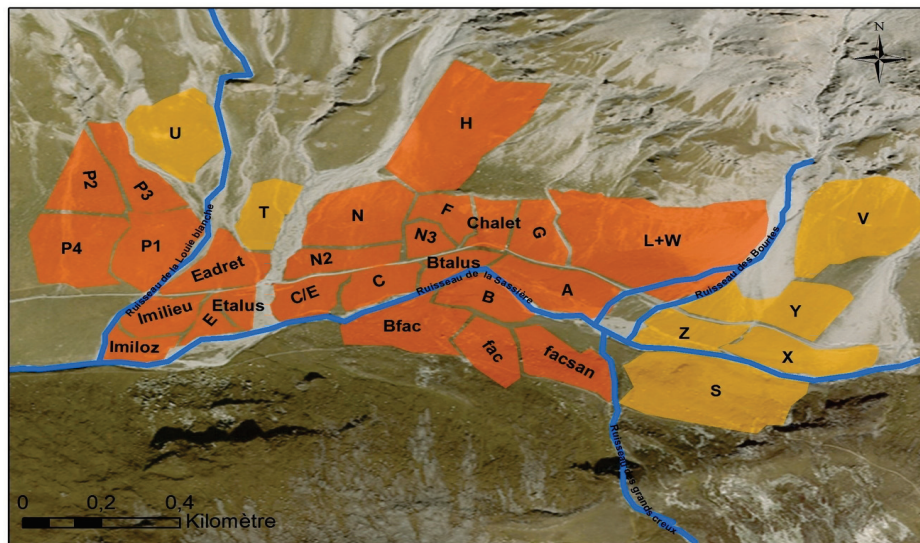 N
U
H
P2
P3
T
V
N
F
Chalet
G
L+W
P4
P1
Ruisseau de la Louie blanche
Eadret
N3
N2
Btalus
Ruisseau des Bourtes
C/E
C
Ruisseau de la Sassière
A
B
Y
Imilieu
Etalus
E
Imiloz
Bfac
Z
X
fac
facsan
S
Ruisseau des grands creux
0 0,2 0,4
Kilomètre